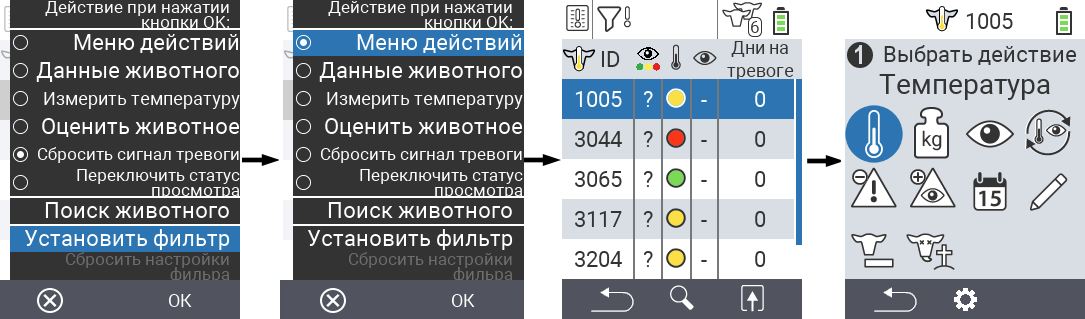 Действие при нажатии
кнопки OK:
Меню действий
Данные животного
Измерить температуру
Оценить животное
Сбросить сигнал тревоги
Переключить статус
просмотра
Поиск животного
Установить фильтр
Сбросить настройки
фильра
OK
Действие при нажатии
кнопки OK:
Меню действий
Данные животного
Измерить температуру
Оценить животное
Сбросить сигнал тревоги
Переключить статус
просмотра
Поиск животного
Установить фильтр
Сбросить настройки
фильра
OK
6
ID Дни на
тревоге
1005 ? - 0
3044 ? - 0
3065 ? - 0
3117 ? - 0
3204 ? - 0
1005
1 Выбрать действие
Температура
kg
15